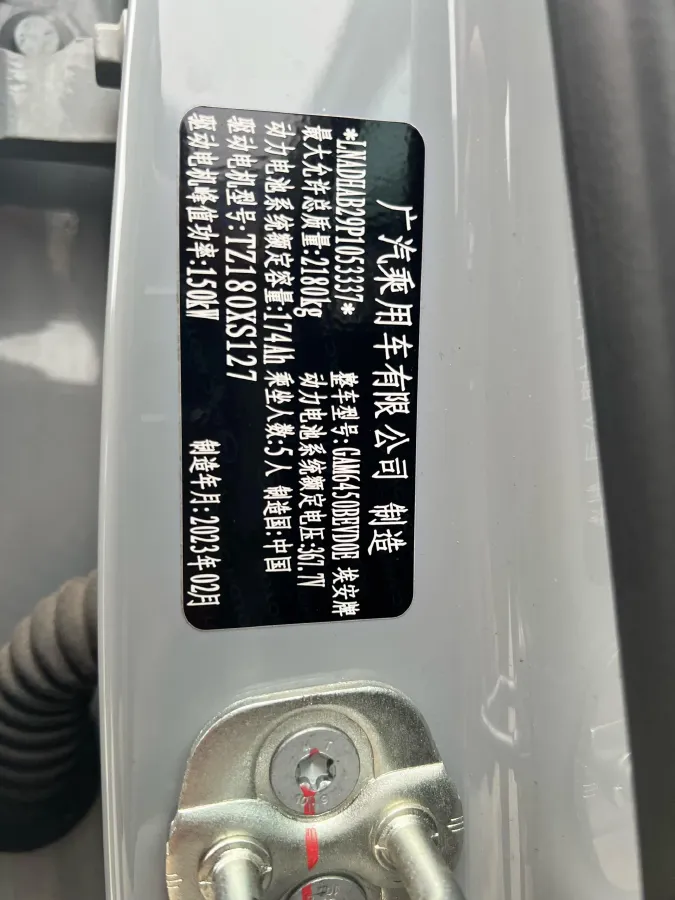 广汽乘用车有限公司 制造
*LNADHAB29P1053337* 整车型号:GAM6450BEVD0E 埃安牌
最大允许总质量:2180kg 动力电池系统额定电压:367.7V
动力电池系统额定容量:174Ah 乘坐人数:5人 制造国:中国
驱动电机型号:TZ180XS127
驱动电机峰值功率:150kW 制造年月:2023年02月